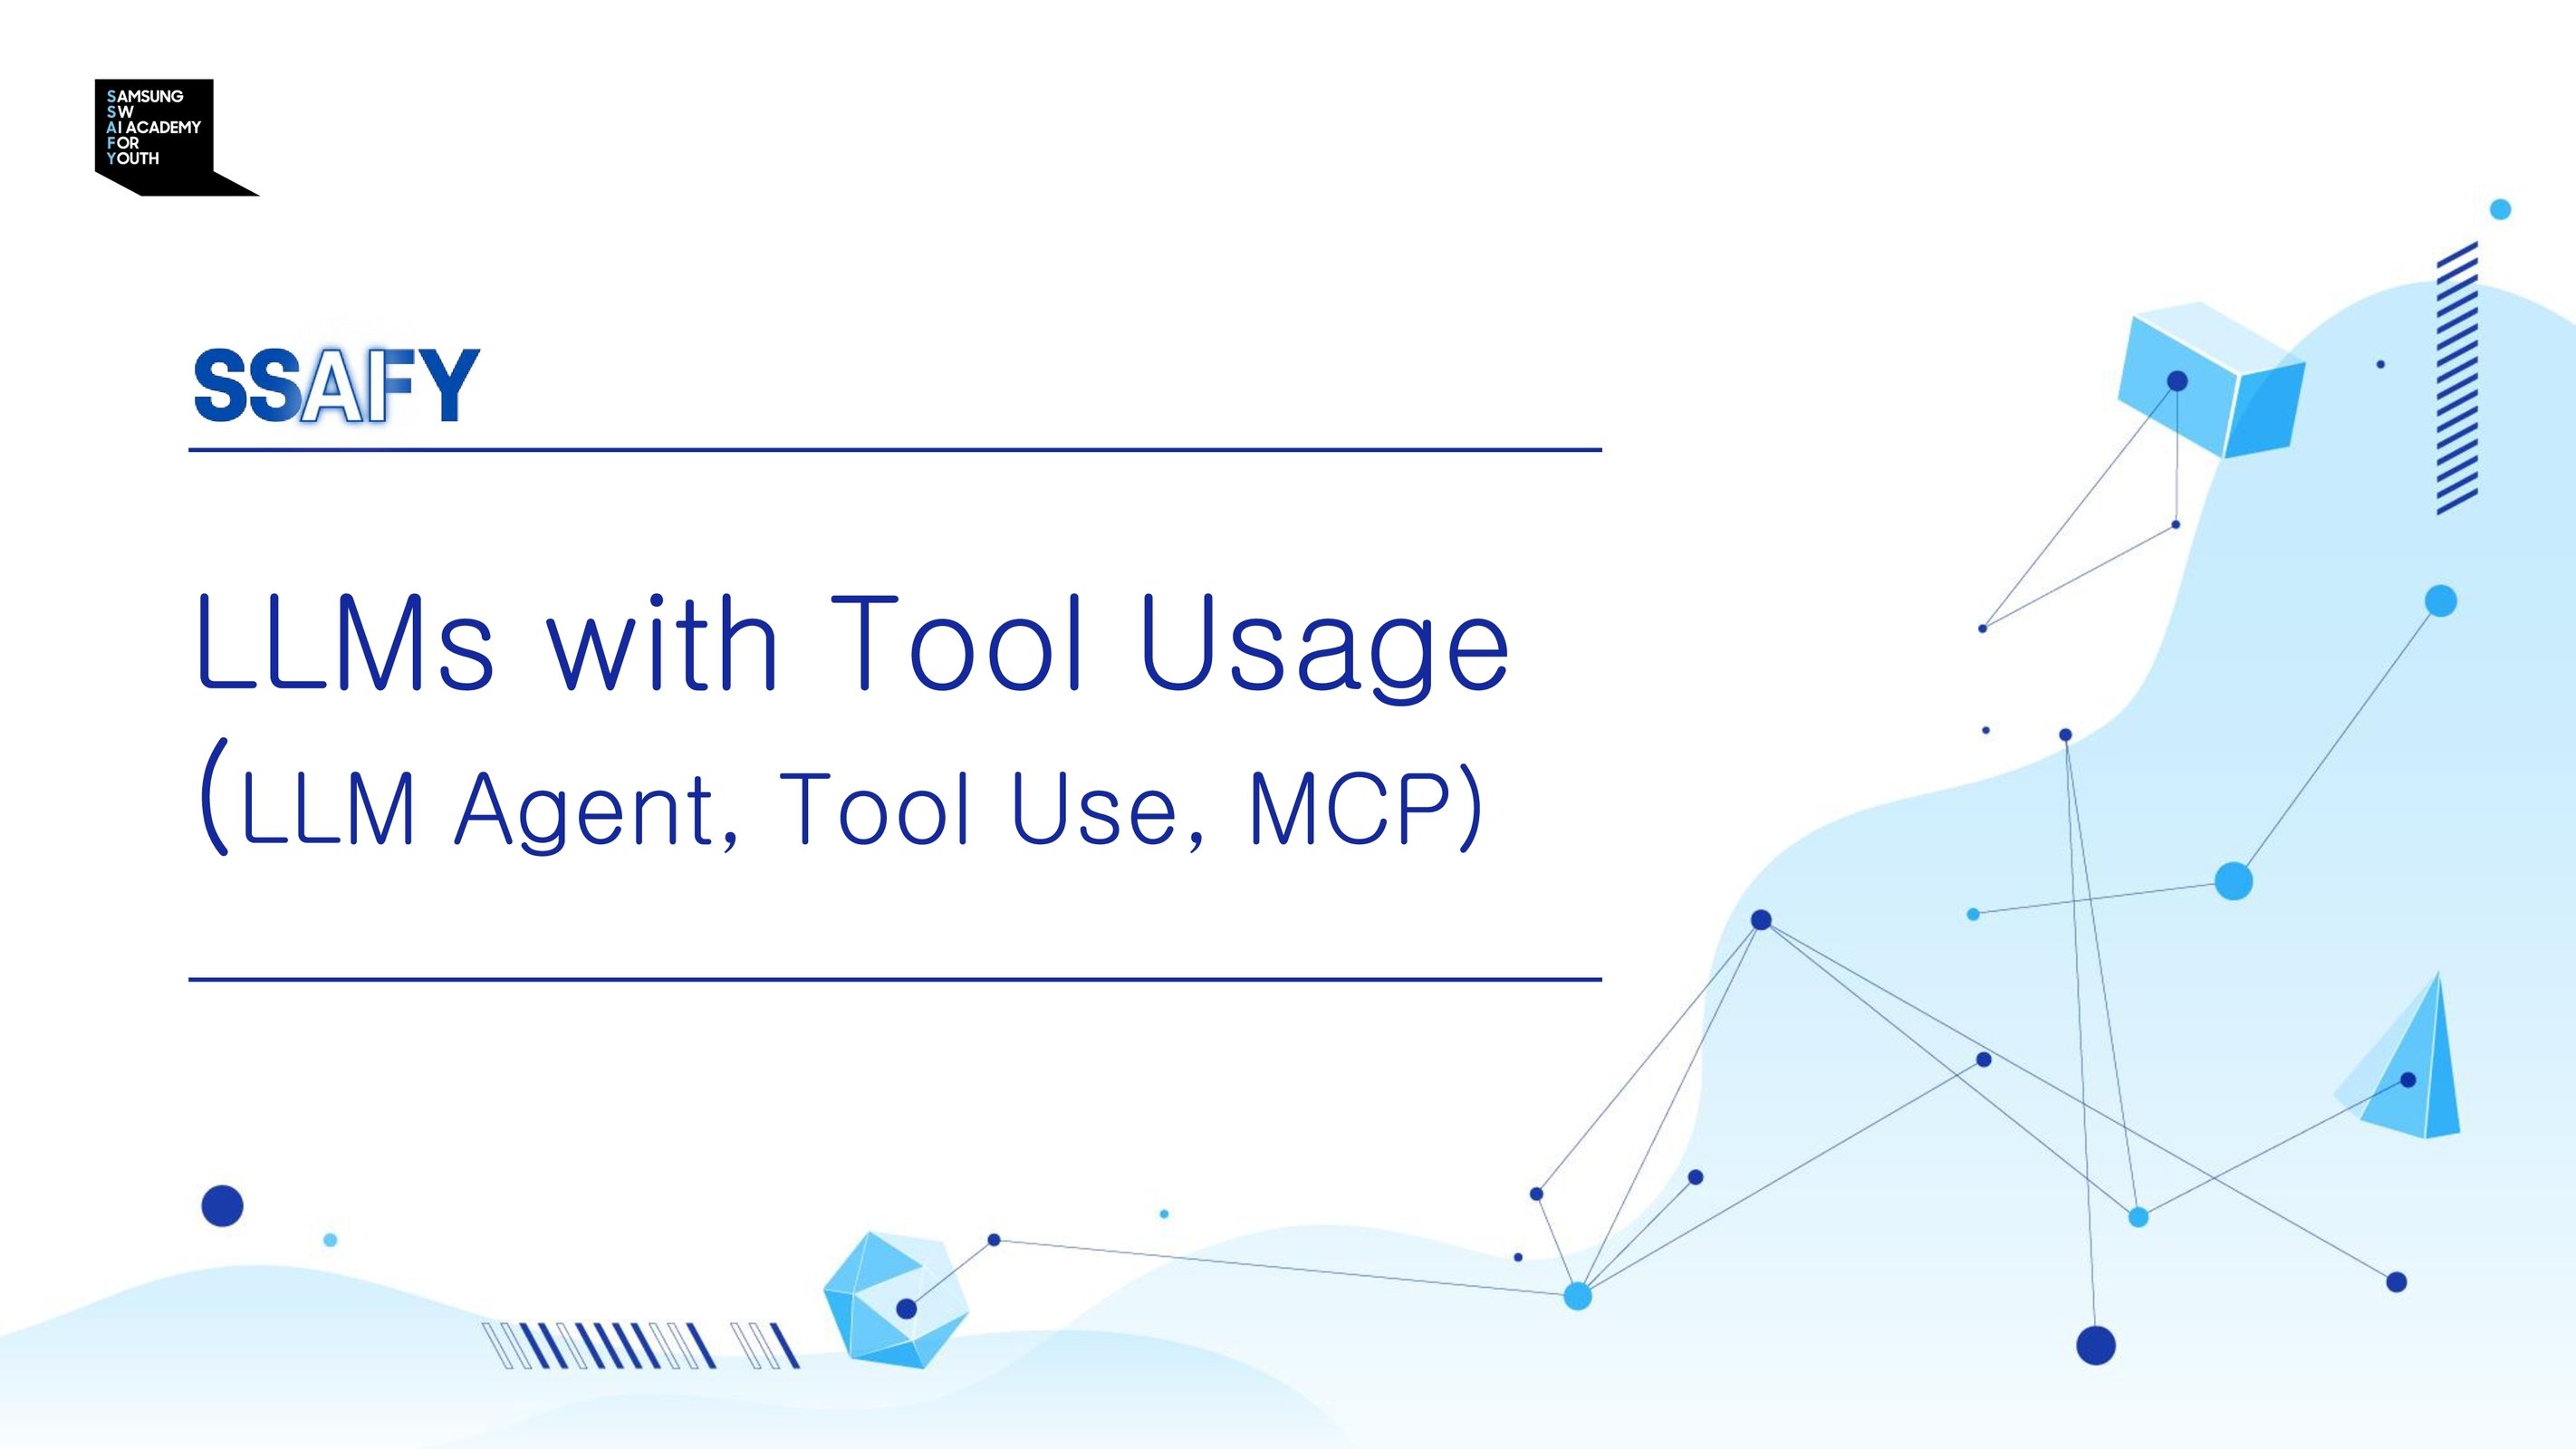 SAMSUNG
SW
AI ACADEMY
FOR
YOUTH
SSAFY
LLMs with Tool Usage
(LLM Agent, Tool Use, MCP)